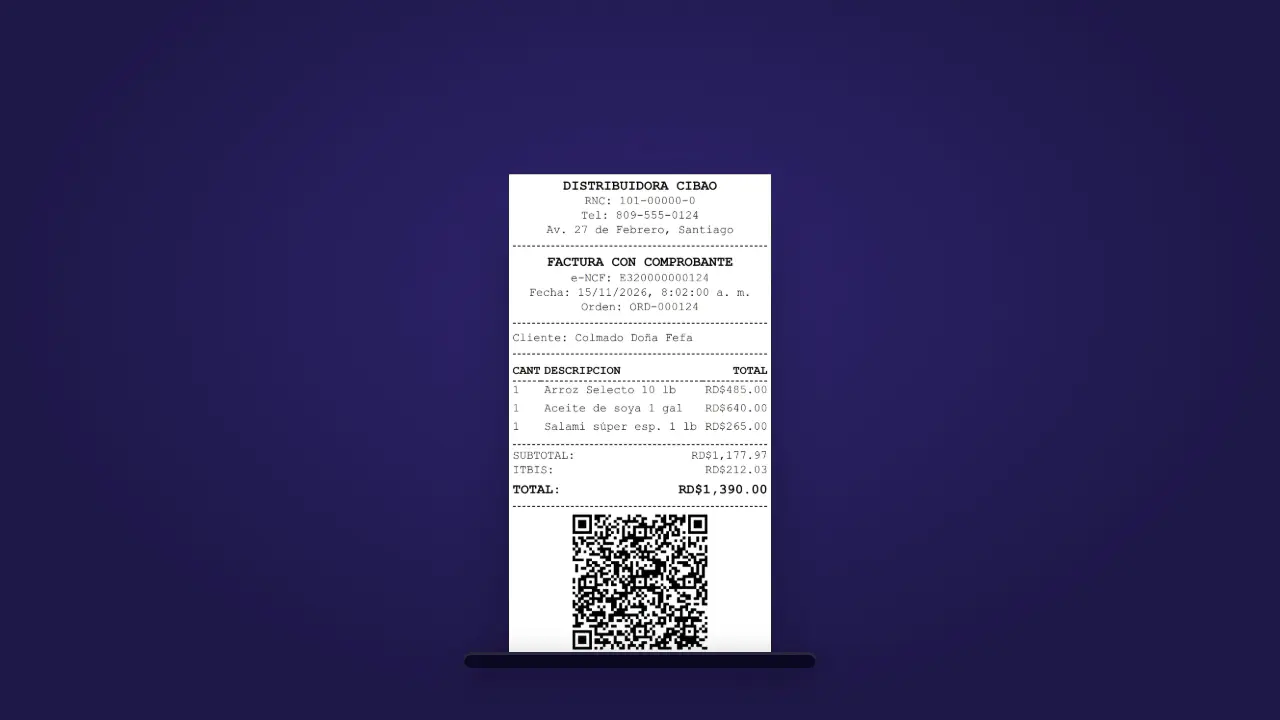 DISTRIBUIDORA CIBAO
RNC: 101-00000-0
Tel: 809-555-0124
Av. 27 de Febrero, Santiago
FACTURA CON COMPROBANTE
e-NCF: E320000000124
Fecha: 15/11/2026, 8:02:00 a. m.
Orden: ORD-000124
Cliente: Colmado Doña Fefa
CANT DESCRIPCION TOTAL
1 Arroz Selecto 10 lb RD$485.00
1 Aceite de soya 1 gal RD$640.00
1 Salami súper esp. 1 lb RD$265.00
SUBTOTAL: RD$1,177.97
ITBIS: RD$212.03
TOTAL: RD$1,390.00